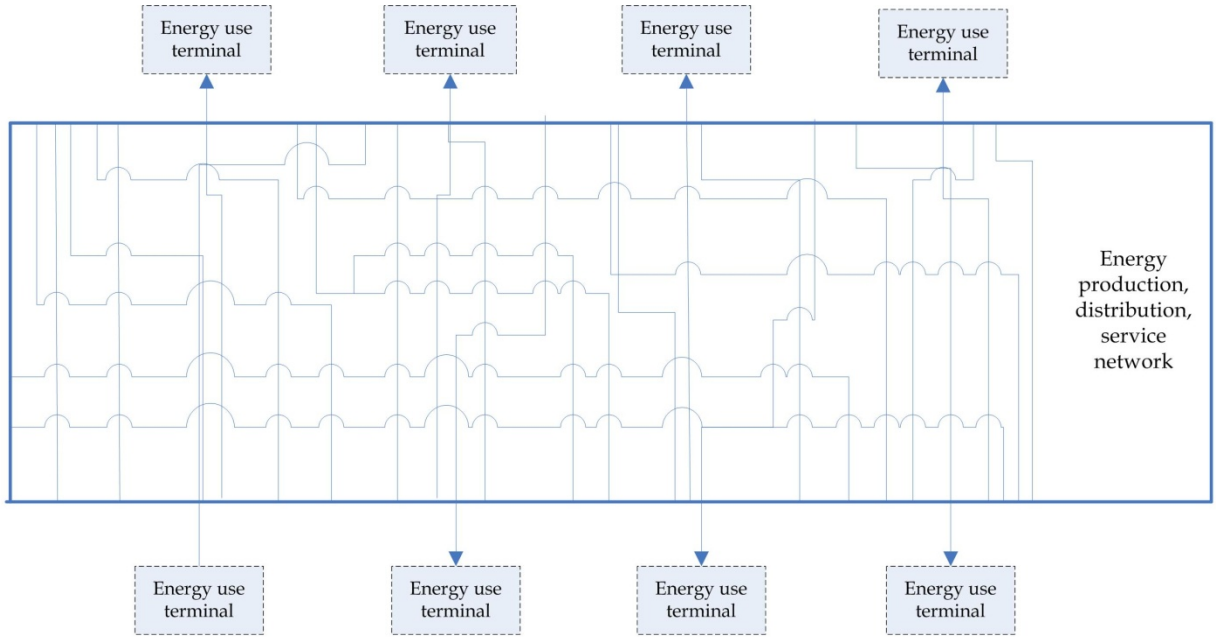 Energy use
terminal
Energy use
terminal
Energy use
terminal
Energy use
terminal
Energy
production,
distribution,
service
network
Energy use
terminal
Energy use
terminal
Energy use
terminal
Energy use
terminal